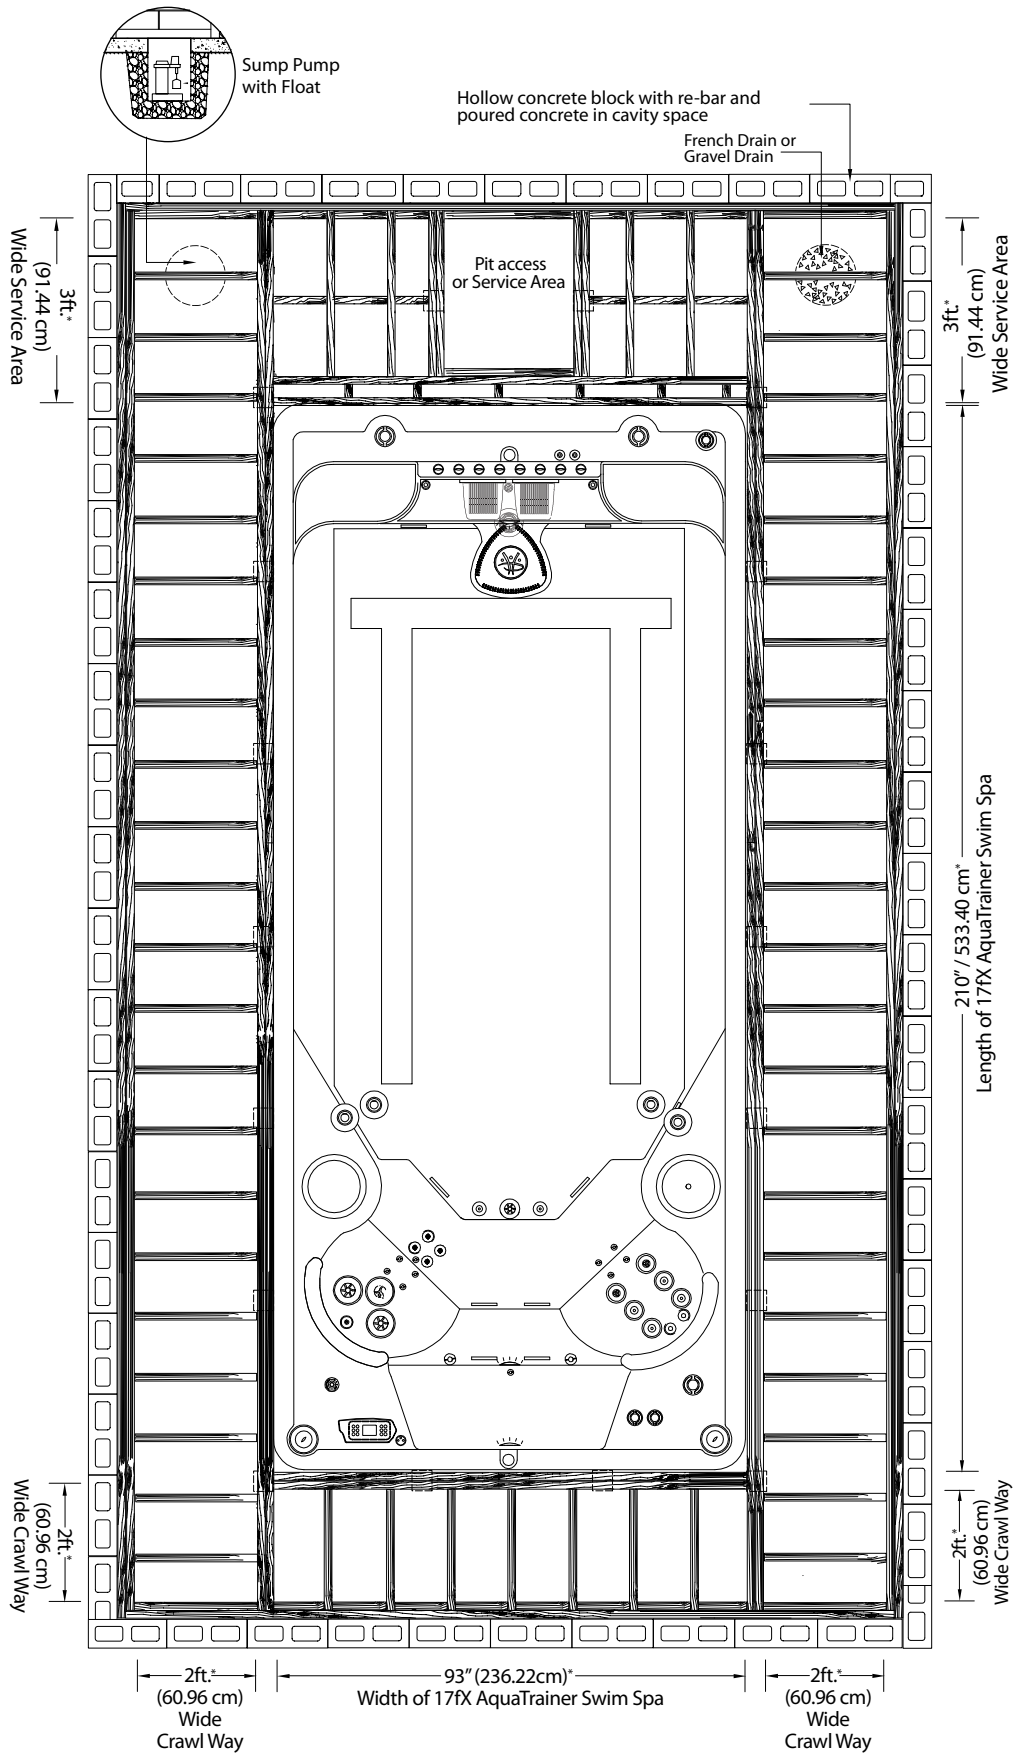 Sump Pump
with Float
Hollow concrete block with re-bar and
poured concrete in cavity space
French Drain or
Gravel Drain
3ft.*
(91.44 cm)
Wide Service Area
Pit access
or Service Area
3ft.*
(91.44 cm)
Wide Service Area
210” / 533.40 cm*
Length of 17fX AquaTrainer Swim Spa
2ft.*
(60.96 cm)
Wide Crawl Way
2ft.*
(60.96 cm)
Wide Crawl Way
2ft.*
(60.96 cm)
Wide
Crawl Way
93” (236.22cm)*
Width of 17fX AquaTrainer Swim Spa
2ft.*
(60.96 cm)
Wide
Crawl Way